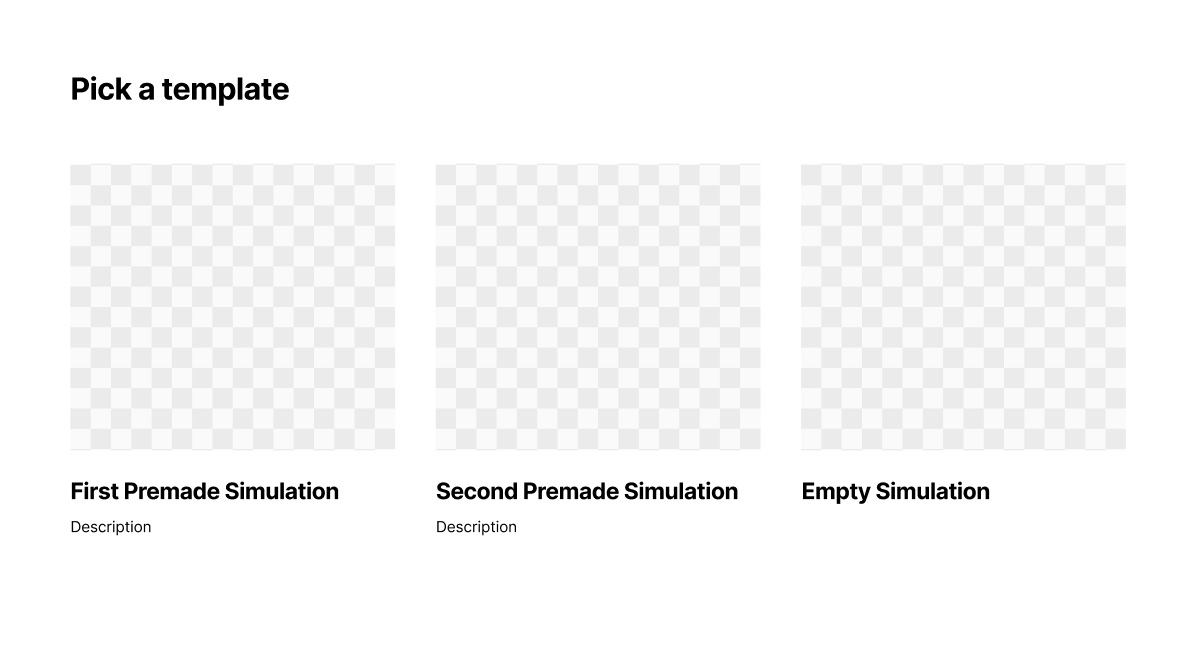 Pick a template
First Premade Simulation
Description
Second Premade Simulation
Description
Empty Simulation